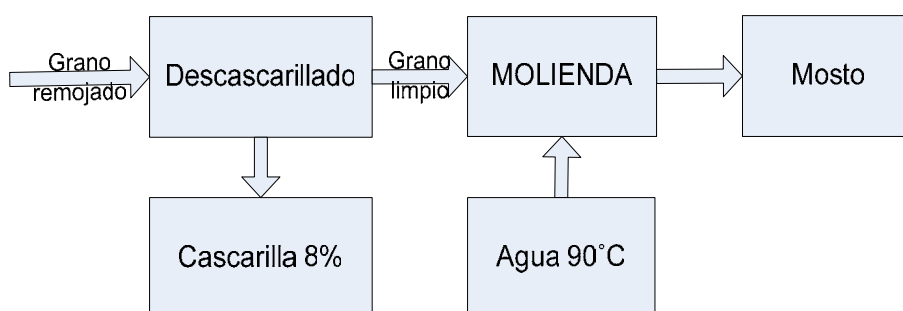 Grano
remojado
Descascarillado
Grano
limpio
MOLIENDA
Mosto
Cascarilla 8%
Agua 90˚C